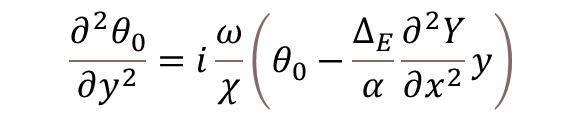 ∂²θ₀/∂y² = i ω/χ (θ₀ − Δ_E/α ∂²Y/∂x² y)